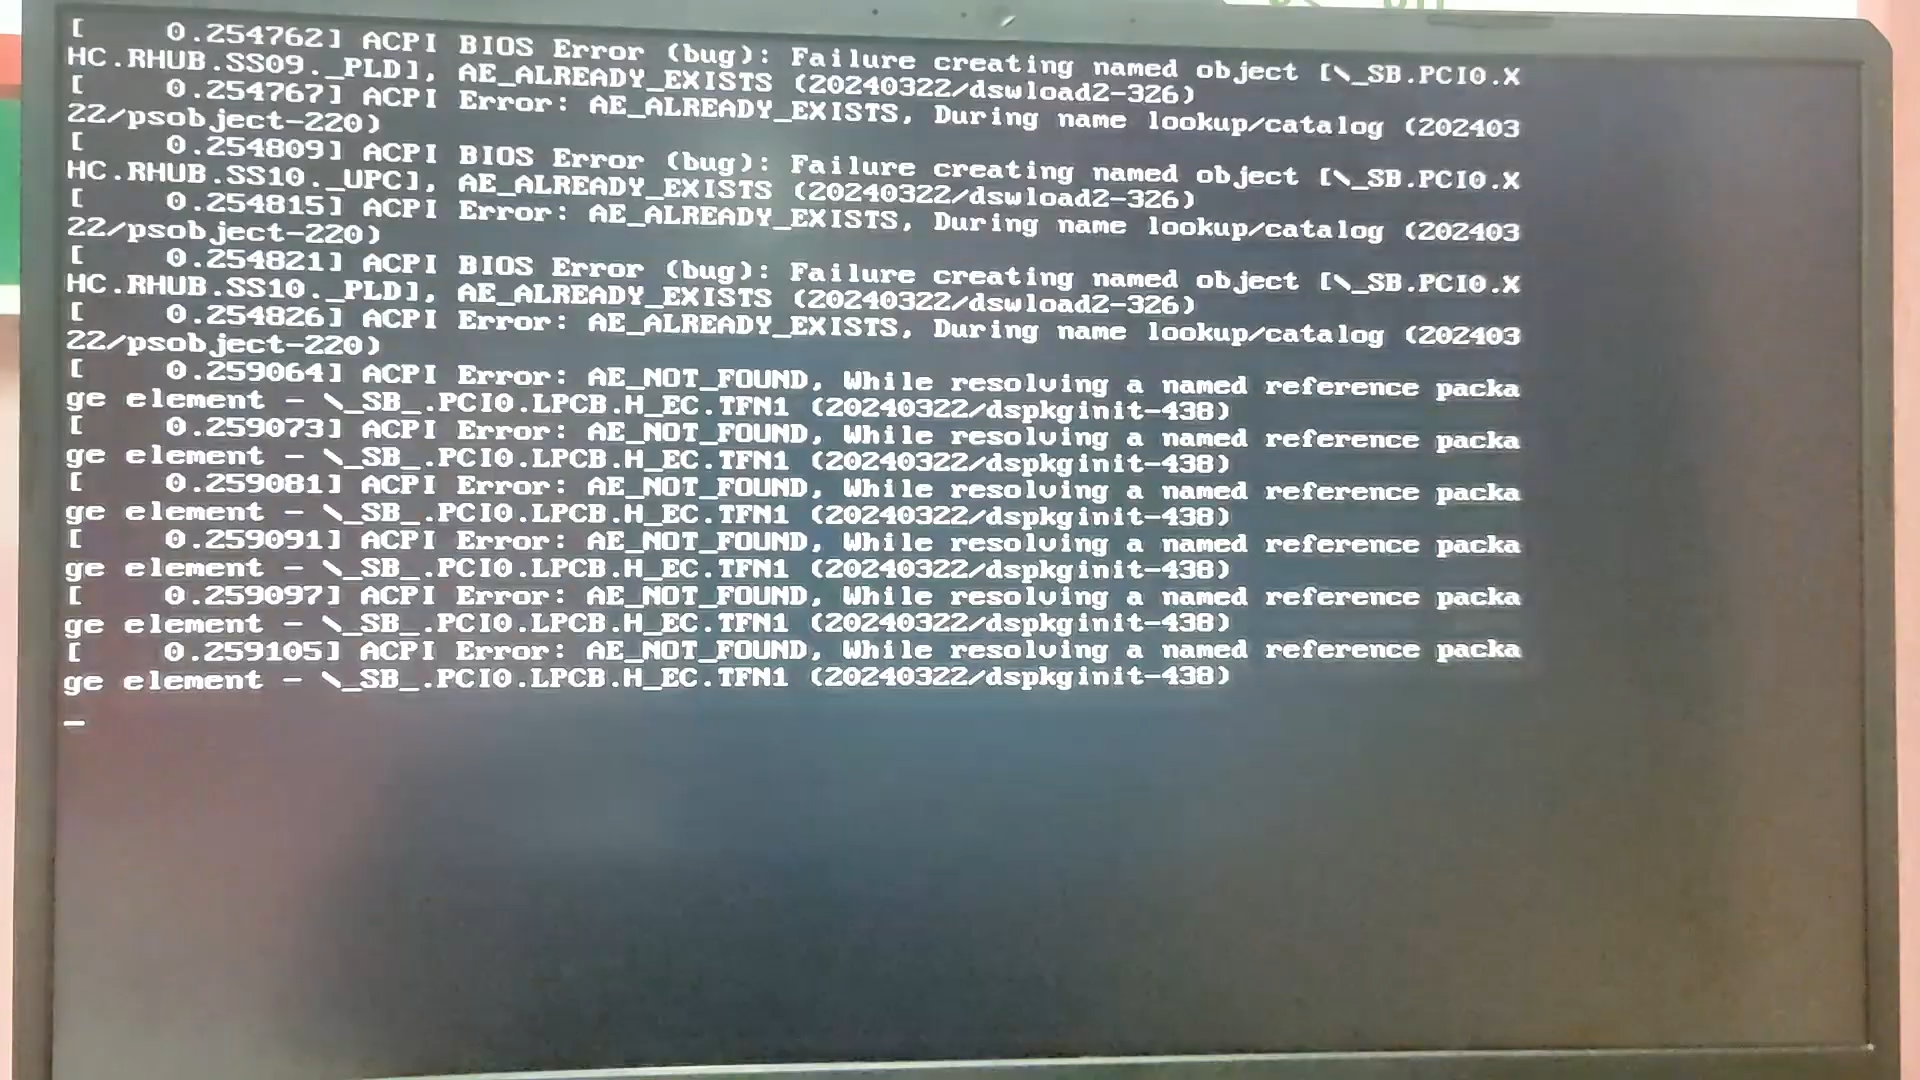 [    0.254762] ACPI BIOS Error (bug): Failure creating named object [\_SB.PCI0.X
HC.RHUB.SS09._PLD], AE_ALREADY_EXISTS (20240322/dswload2-326)
[    0.254767] ACPI Error: AE_ALREADY_EXISTS, During name lookup/catalog (202403
22/psobject-220)
[    0.254809] ACPI BIOS Error (bug): Failure creating named object [\_SB.PCI0.X
HC.RHUB.SS10._UPC], AE_ALREADY_EXISTS (20240322/dswload2-326)
[    0.254815] ACPI Error: AE_ALREADY_EXISTS, During name lookup/catalog (202403
22/psobject-220)
[    0.254821] ACPI BIOS Error (bug): Failure creating named object [\_SB.PCI0.X
HC.RHUB.SS10._PLD], AE_ALREADY_EXISTS (20240322/dswload2-326)
[    0.254826] ACPI Error: AE_ALREADY_EXISTS, During name lookup/catalog (202403
22/psobject-220)
[    0.259064] ACPI Error: AE_NOT_FOUND, While resolving a named reference packa
ge element - \_SB_.PCI0.LPCB.H_EC.TFN1 (20240322/dspkginit-438)
[    0.259073] ACPI Error: AE_NOT_FOUND, While resolving a named reference packa
ge element - \_SB_.PCI0.LPCB.H_EC.TFN1 (20240322/dspkginit-438)
[    0.259081] ACPI Error: AE_NOT_FOUND, While resolving a named reference packa
ge element - \_SB_.PCI0.LPCB.H_EC.TFN1 (20240322/dspkginit-438)
[    0.259091] ACPI Error: AE_NOT_FOUND, While resolving a named reference packa
ge element - \_SB_.PCI0.LPCB.H_EC.TFN1 (20240322/dspkginit-438)
[    0.259097] ACPI Error: AE_NOT_FOUND, While resolving a named reference packa
ge element - \_SB_.PCI0.LPCB.H_EC.TFN1 (20240322/dspkginit-438)
[    0.259105] ACPI Error: AE_NOT_FOUND, While resolving a named reference packa
ge element - \_SB_.PCI0.LPCB.H_EC.TFN1 (20240322/dspkginit-438)